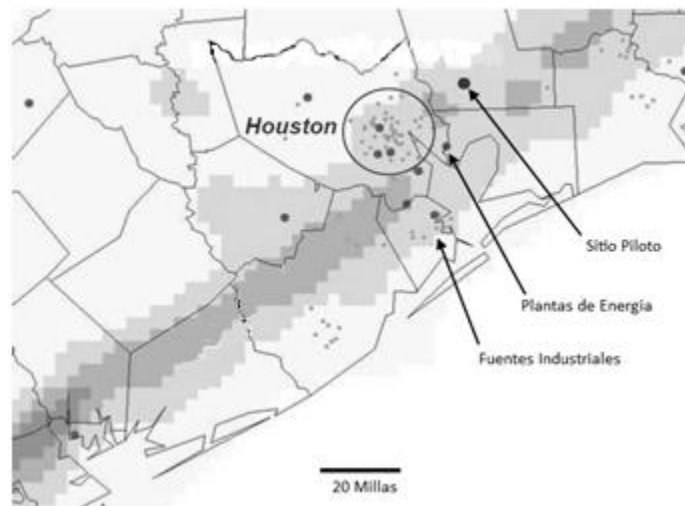 Houston
Sitio Piloto
Plantas de Energía
Fuentes Industriales
20 Millas